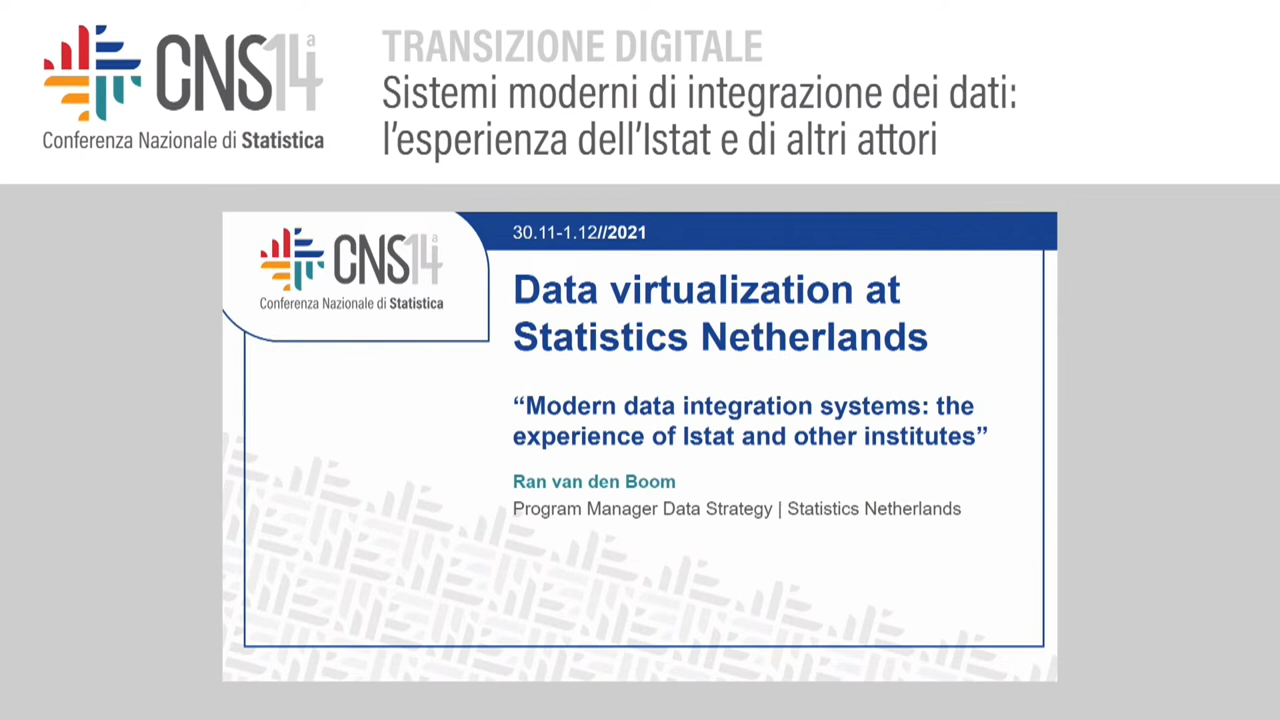 CNS14ª
Conferenza Nazionale di Statistica
TRANSIZIONE DIGITALE
Sistemi moderni di integrazione dei dati:
l'esperienza dell'Istat e di altri attori
CNS14ª
Conferenza Nazionale di Statistica
30.11-1.12//2021
Data virtualization at
Statistics Netherlands
“Modern data integration systems: the
experience of Istat and other institutes”
Ran van den Boom
Program Manager Data Strategy | Statistics Netherlands